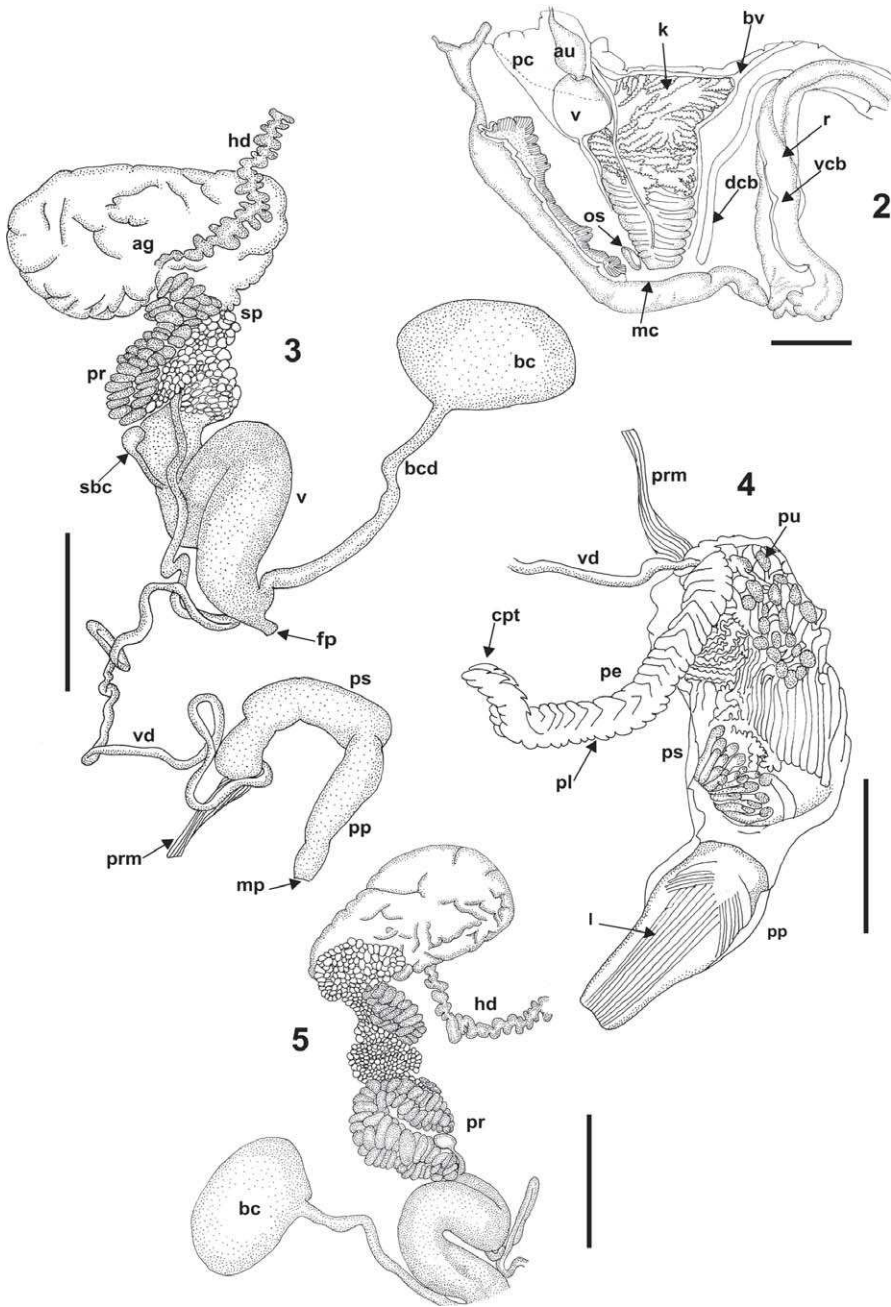 pc
au
k
bv
v
r
vcb
dcb
os
mc
2
hd
ag
sp
3
pr
bc
sbc
v
bcd
fp
ps
vd
pp
prm
mp
prm
4
pu
vd
cpt
pe
ps
pl
l
pp
hd
5
pr
bc